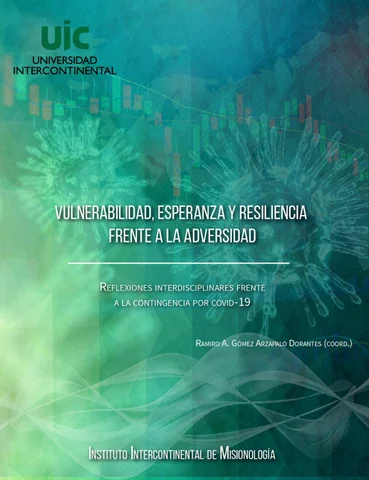 UIC
UNIVERSIDAD
INTERCONTINENTAL
VULNERABILIDAD, ESPERANZA Y RESILIENCIA
FRENTE A LA ADVERSIDAD
REFLEXIONES INTERDISCIPLINARES FRENTE
A LA CONTINGENCIA POR COVID-19
RAMIRO A. GÓMEZ ARZAPALO DORANTES (COORD.)
INSTITUTO INTERCONTINENTAL DE MISIONOLOGÍA